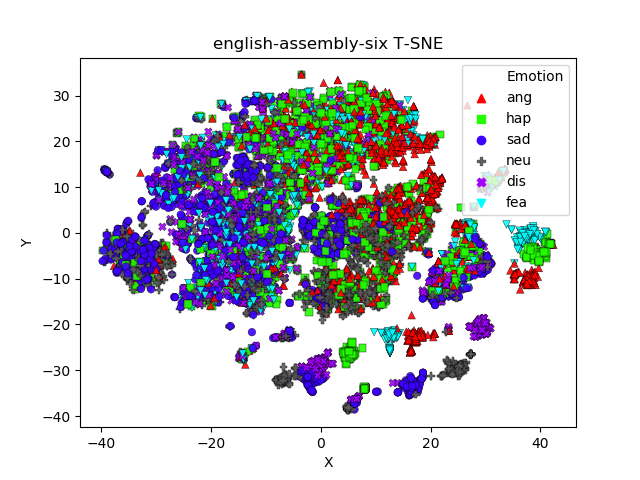 english-assembly-six T-SNE
Emotion
ang
hap
sad
neu
dis
fea
30
20
10
0
−10
−20
−30
−40
Y
−40
−20
0
20
40
X